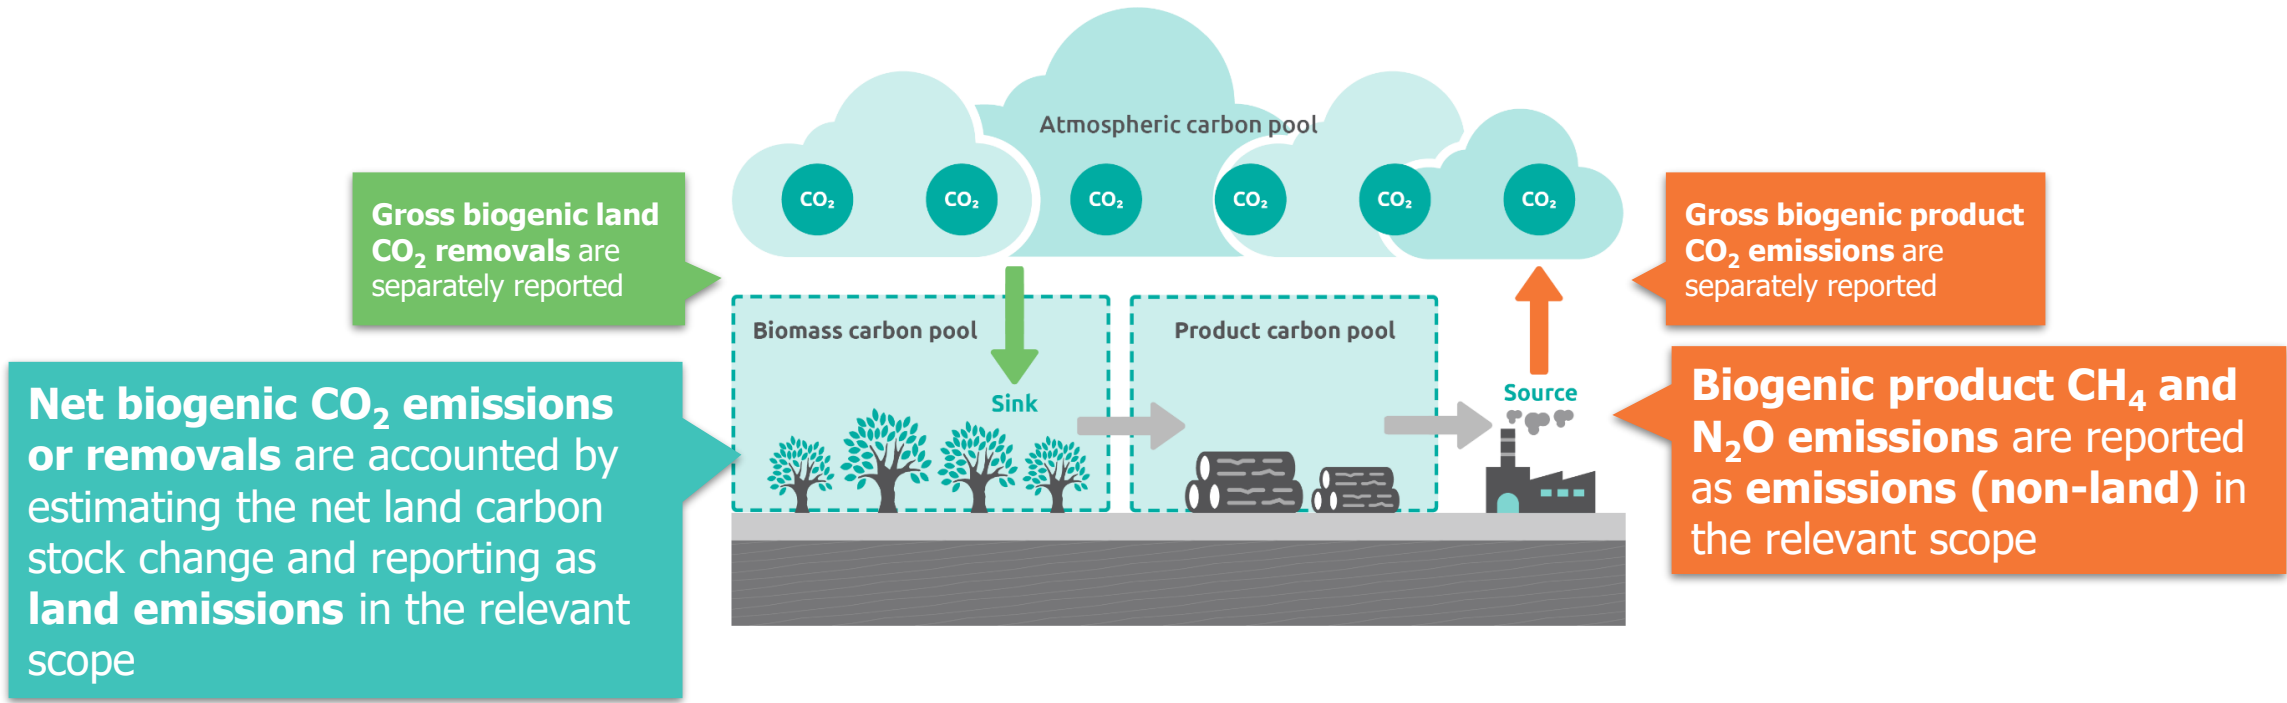 Atmospheric carbon pool
CO₂
CO₂
CO₂
CO₂
CO₂
CO₂
Gross biogenic land
CO₂ removals are
separately reported
Gross biogenic product
CO₂ emissions are
separately reported
Biomass carbon pool
Sink
Product carbon pool
Source
Net biogenic CO₂ emissions
or removals are accounted by
estimating the net land carbon
stock change and reporting as
land emissions in the relevant
scope
Biogenic product CH₄ and
N₂O emissions are reported
as emissions (non-land) in
the relevant scope